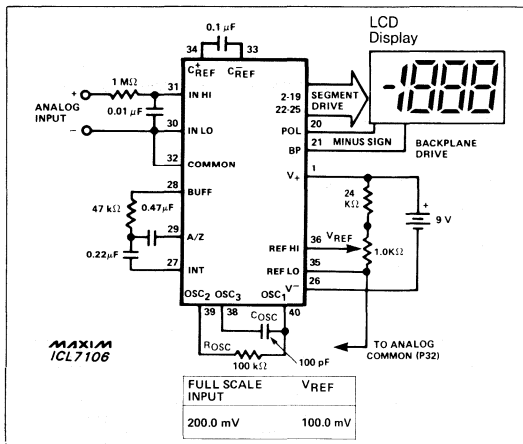 LCD
Display
0.1 µF
34
33
C+REF
C−REF
1 MΩ
31
IN HI
+
ANALOG
INPUT
−
0.01 µF
30
IN LO
32
COMMON
28
BUFF
47 kΩ
0.47µF
29
A/Z
0.22µF
27
INT
2-19
22-25
SEGMENT
DRIVE
-1888
20
POL
MINUS SIGN
21
BP
BACKPLANE
DRIVE
1
V+
24
KΩ
+
9 V
36
REF HI
VREF
1.0KΩ
35
REF LO
26
V−
OSC2
OSC3
OSC1
39
38
40
COSC
ROSC
100 kΩ
100 pF
TO ANALOG
COMMON (P32)
MAXIM
ICL7106
FULL SCALE INPUT VREF
200.0 mV 100.0 mV